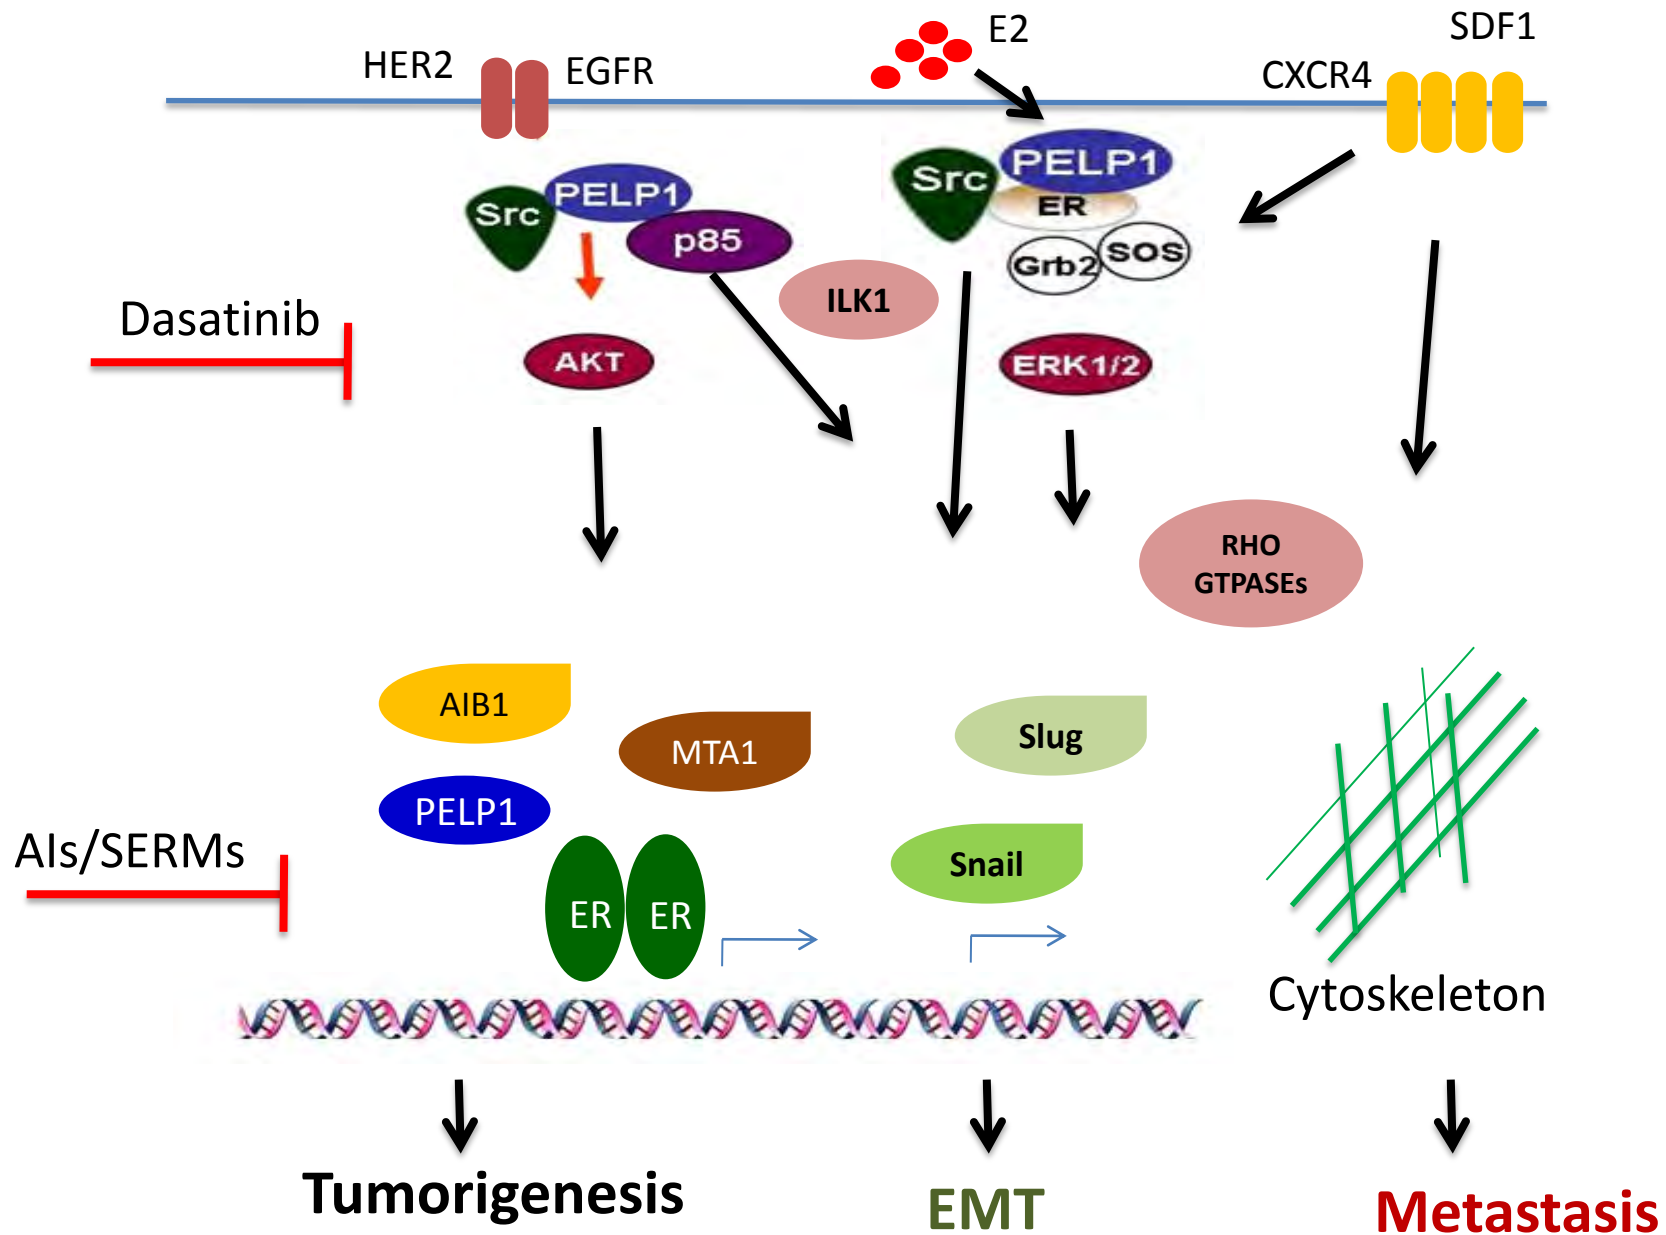 SDF1
E2
HER2
EGFR
CXCR4
PELP1
Src
PELP1
Src
ER
p85
SOS
Grb2
ILK1
Dasatinib
AKT
ERK1/2
RHO
GTPASEs
AIB1
MTA1
Slug
PELP1
AIs/SERMs
Snail
ER
ER
Cytoskeleton
Tumorigenesis
EMT
Metastasis